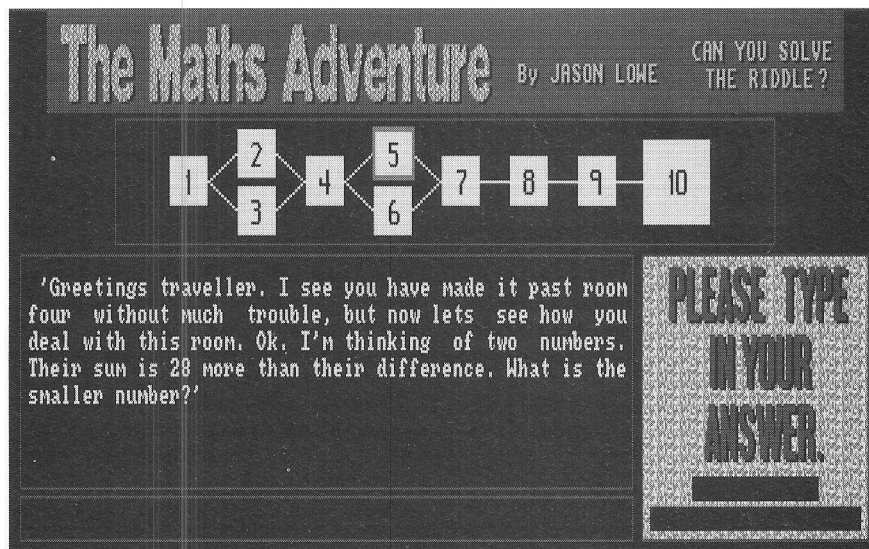 The Maths Adventure By JASON LOWE CAN YOU SOLVE
THE RIDDLE?
1 2 3 4 5 6 7 8 9 10
'Greetings traveller. I see you have made it past room
four without much trouble, but now lets see how you
deal with this room. Ok. I'm thinking of two numbers.
Their sum is 28 more than their difference. What is the
smaller number?'
PLEASE TYPE
IN YOUR
ANSWER.